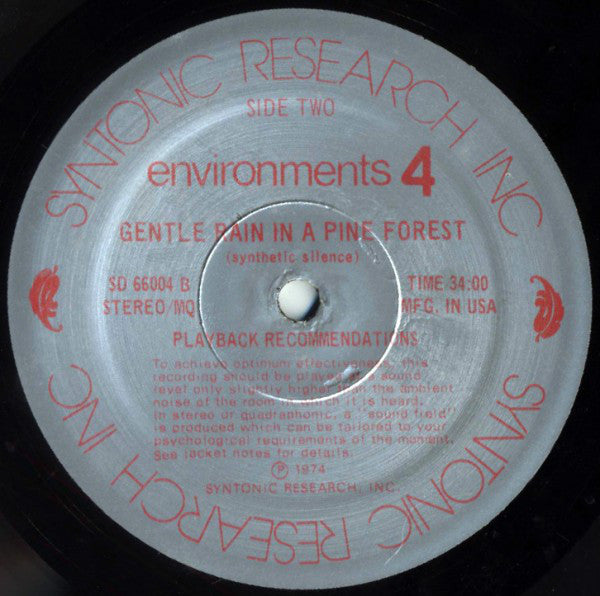 SYNTONIC RESEARCH INC
SIDE TWO
environments 4
GENTLE RAIN IN A PINE FOREST
(synthetic silence)
SD 66004 B
TIME 34:00
STEREO/MQ
MFG. IN USA
PLAYBACK RECOMMENDATIONS
To achieve optimum effectiveness, this
recording should be played at a sound
level only slightly higher than the ambient
noise of the room in which it is heard.
In stereo or quadraphonic, a "sound field"
is produced which can be tailored to your
psychological requirements of the moment.
See jacket notes for details.
Ⓟ 1974
SYNTONIC RESEARCH, INC.
SYNTONIC RESEARCH INC